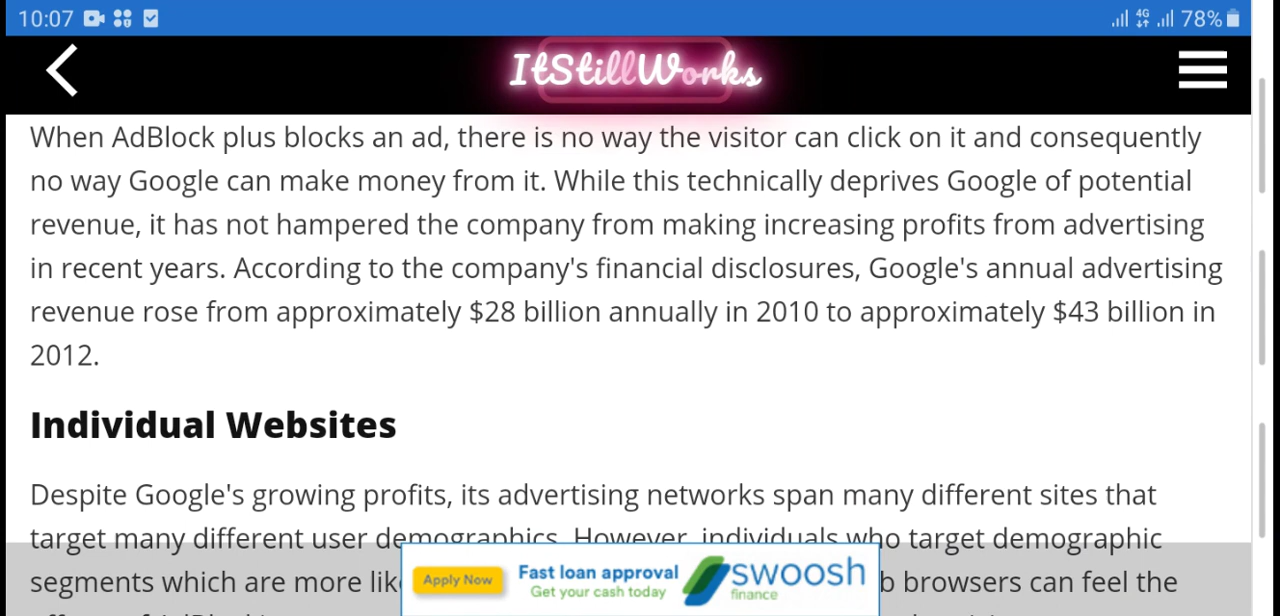 10:07
4G 78%
ItStillWorks
When AdBlock plus blocks an ad, there is no way the visitor can click on it and consequently
no way Google can make money from it. While this technically deprives Google of potential
revenue, it has not hampered the company from making increasing profits from advertising
in recent years. According to the company's financial disclosures, Google's annual advertising
revenue rose from approximately $28 billion annually in 2010 to approximately $43 billion in
2012.
Individual Websites
Despite Google's growing profits, its advertising networks span many different sites that
target many different user demographics. However, individuals who target demographic
segments which are more b browsers can feel the
Apply Now
Fast loan approval
Get your cash today
swoosh
finance